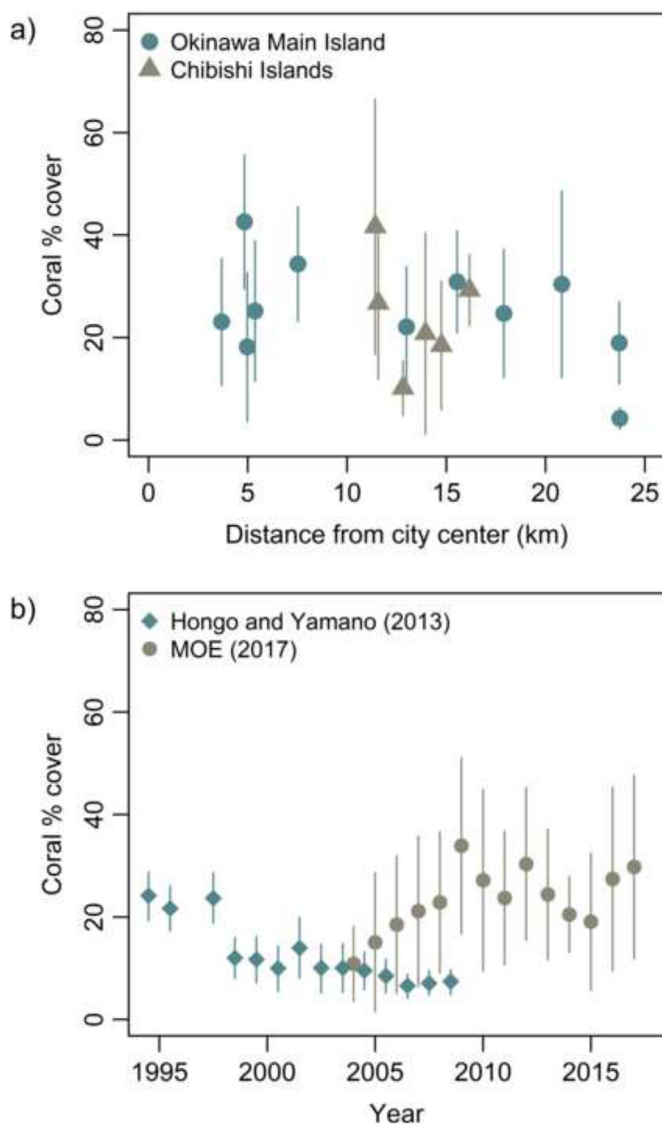 a)
80
Okinawa Main Island
Chibishi Islands
60
40
20
0
Coral % cover
0 5 10 15 20 25
Distance from city center (km)
b)
80
Hongo and Yamano (2013)
MOE (2017)
60
40
20
0
Coral % cover
1995 2000 2005 2010 2015
Year